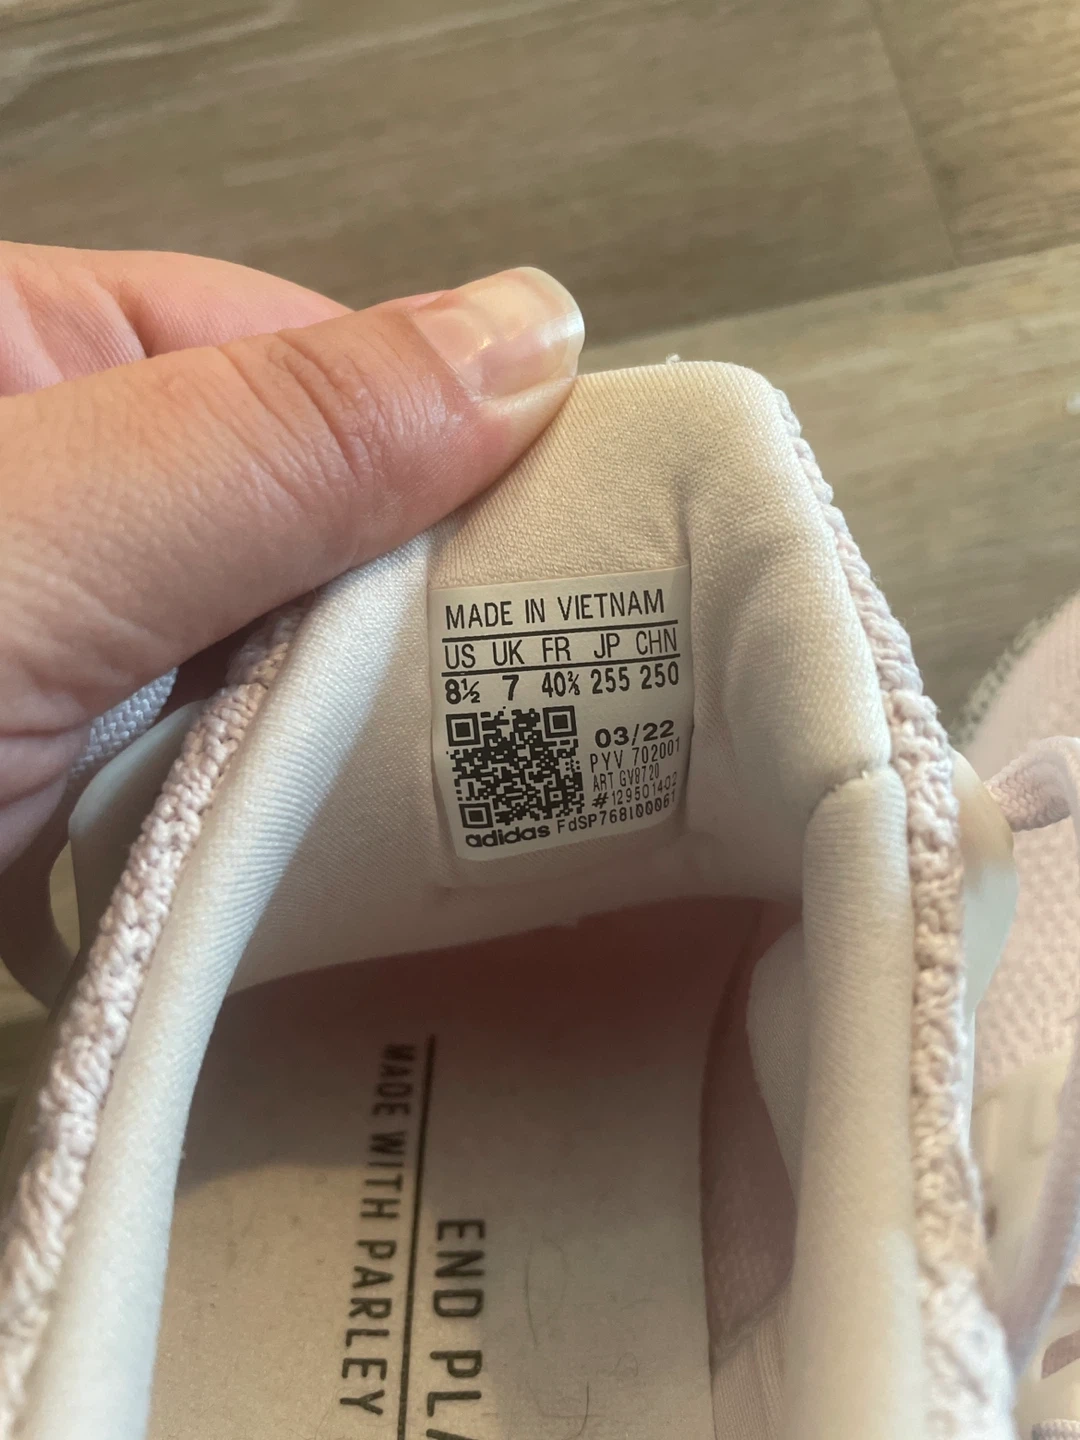 MADE IN VIETNAM
US UK FR JP CHN
8½ 7 40⅔ 255 250
03/22
PYV 702001
ART GV8720
#129501402
adidas FdSP768100061
MADE WITH PARLEY
END